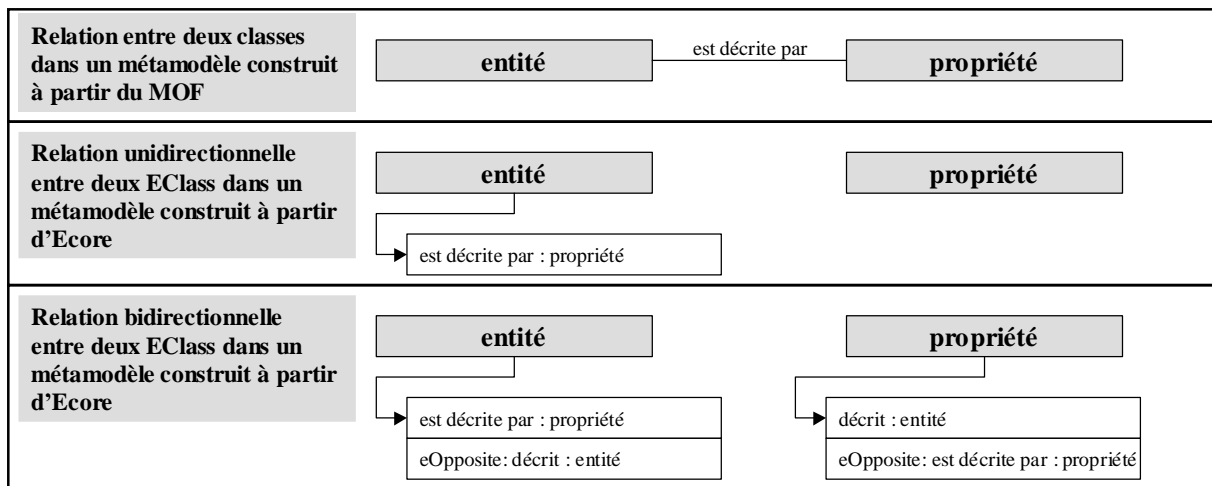 Relation entre deux classes
dans un métamodèle construit
à partir du MOF
entité
est décrite par
propriété
Relation unidirectionnelle
entre deux EClass dans un
métamodèle construit à partir
d’Ecore
entité
propriété
est décrite par : propriété
Relation bidirectionnelle
entre deux EClass dans un
métamodèle construit à partir
d’Ecore
entité
propriété
est décrite par : propriété
eOpposite: décrit : entité
décrit : entité
eOpposite: est décrite par : propriété